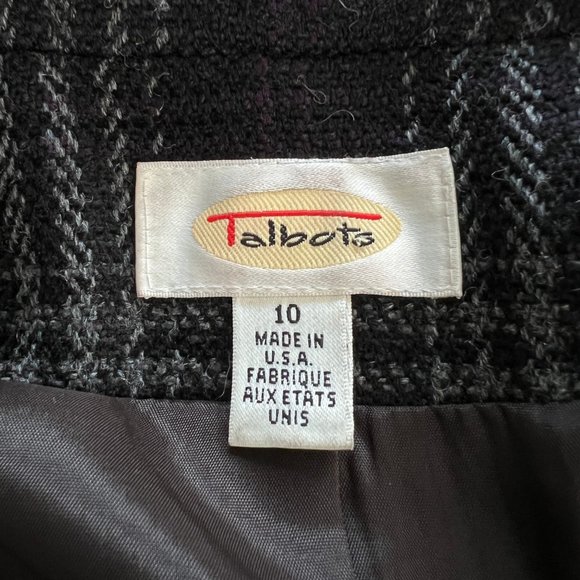 Talbots
10
MADE IN
U.S.A.
FABRIQUE
AUX ETATS
UNIS